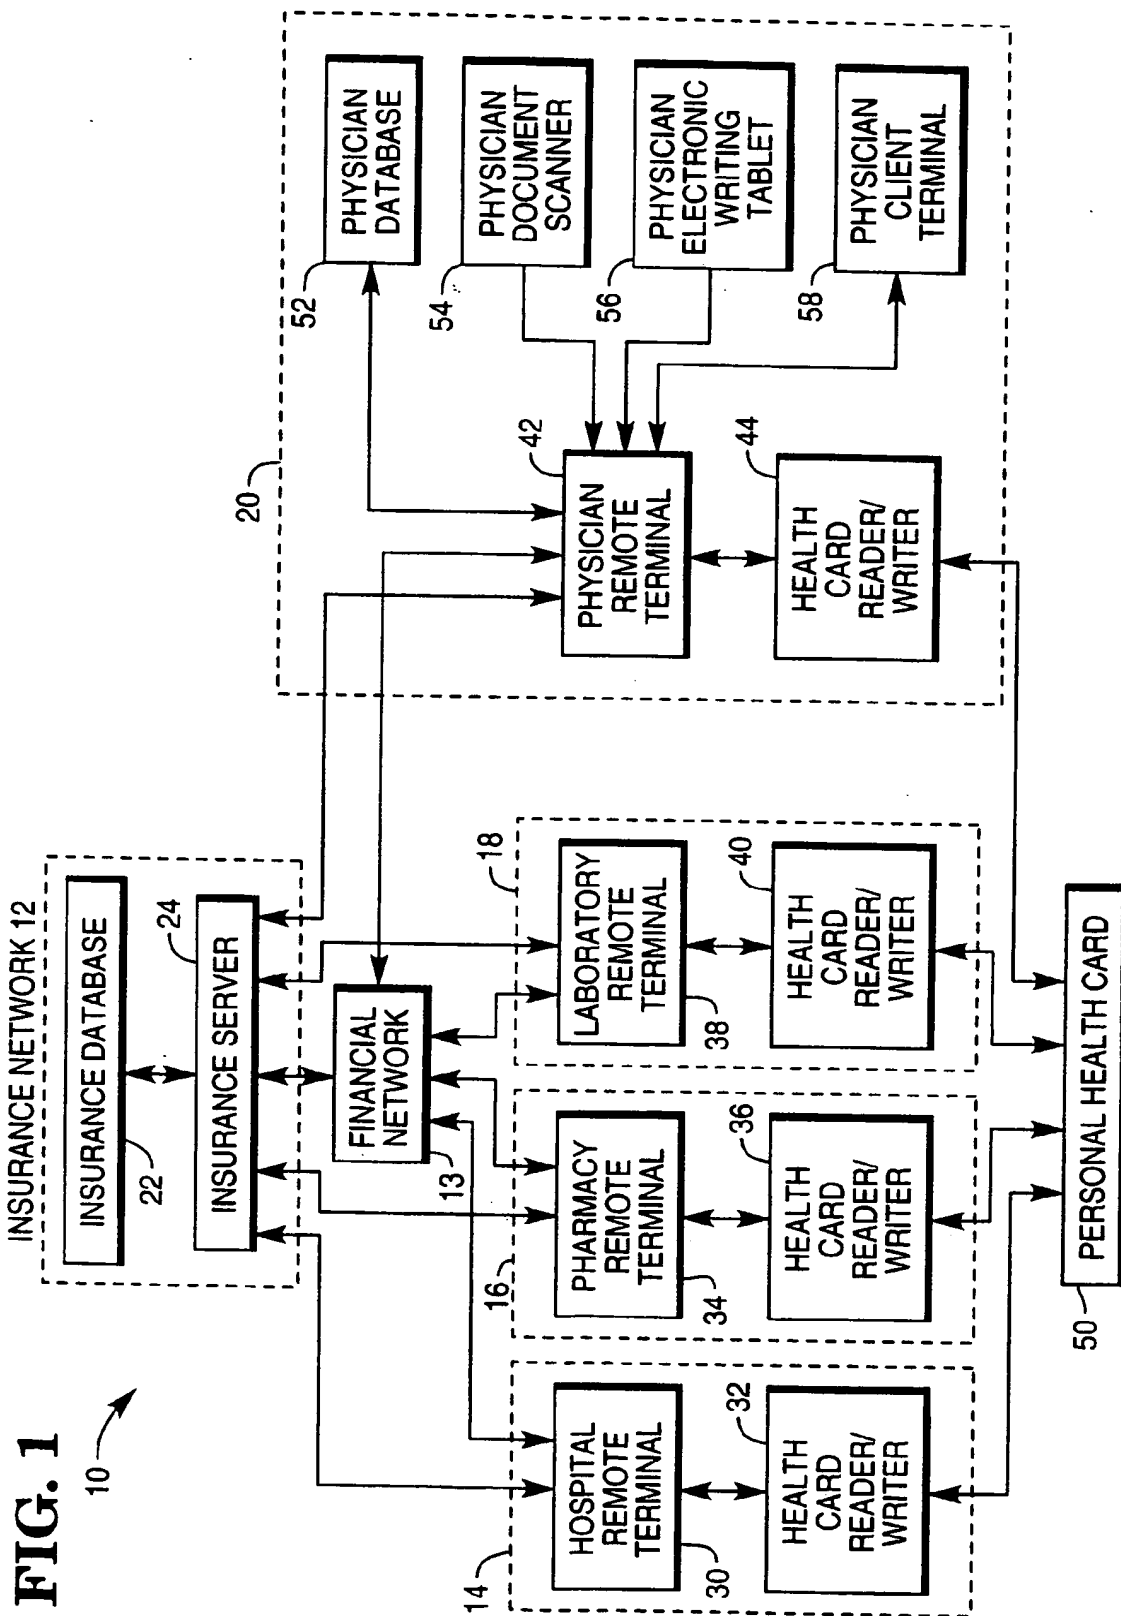 FIG. 1
10
INSURANCE NETWORK 12
INSURANCE DATABASE
22
24
INSURANCE SERVER
FINANCIAL
NETWORK
13
20
PHYSICIAN
DATABASE
52
PHYSICIAN
DOCUMENT
SCANNER
54
PHYSICIAN
ELECTRONIC
WRITING
TABLET
56
PHYSICIAN
CLIENT
TERMINAL
58
42
PHYSICIAN
REMOTE
TERMINAL
44
HEALTH
CARD
READER/
WRITER
14
HOSPITAL
REMOTE
TERMINAL
30
32
HEALTH
CARD
READER/
WRITER
16
PHARMACY
REMOTE
TERMINAL
34
36
HEALTH
CARD
READER/
WRITER
18
LABORATORY
REMOTE
TERMINAL
38
40
HEALTH
CARD
READER/
WRITER
PERSONAL HEALTH CARD
50